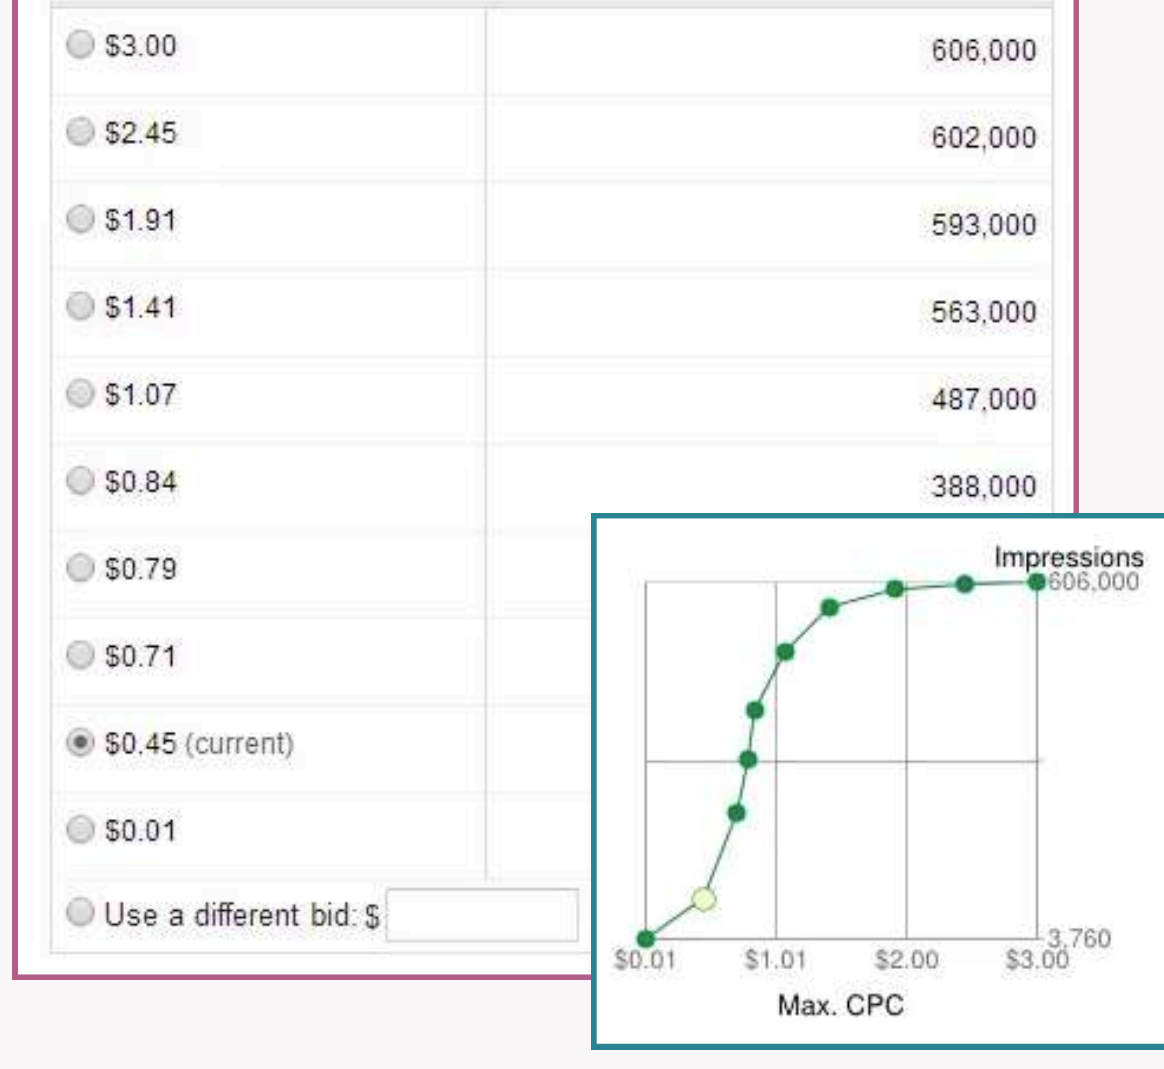 $3.00 606,000
$2.45 602,000
$1.91 593,000
$1.41 563,000
$1.07 487,000
$0.84 388,000
$0.79
$0.71
$0.45 (current)
$0.01
Use a different bid: $
Impressions
606,000
3,760
$0.01 $1.01 $2.00 $3.00
Max. CPC